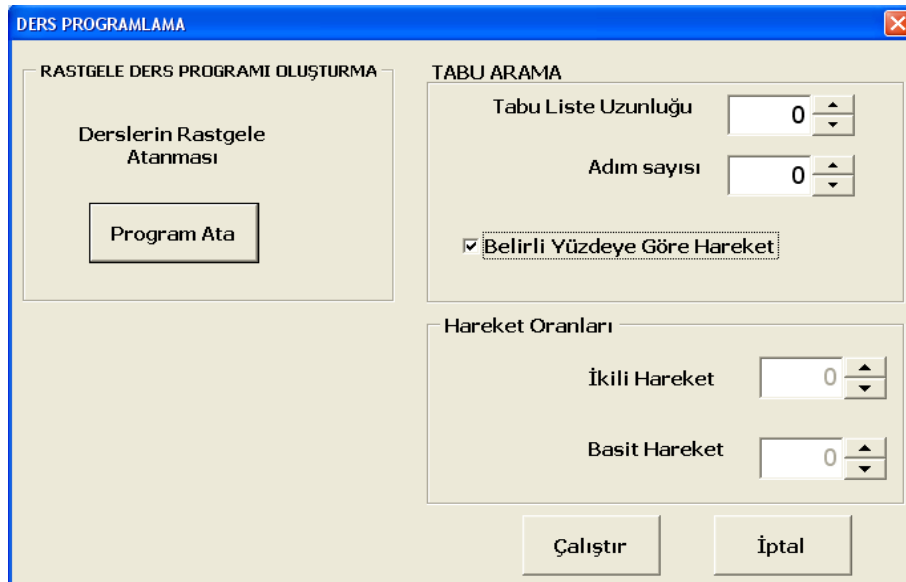 DERS PROGRAMLAMA
RASTGELE DERS PROGRAMI OLUŞTURMA
Derslerin Rastgele
Atanması
Program Ata
TABU ARAMA
Tabu Liste Uzunluğu 0
Adım sayısı 0
Belirli Yüzdeye Göre Hareket
Hareket Oranları
İkili Hareket 0
Basit Hareket 0
Çalıştır İptal